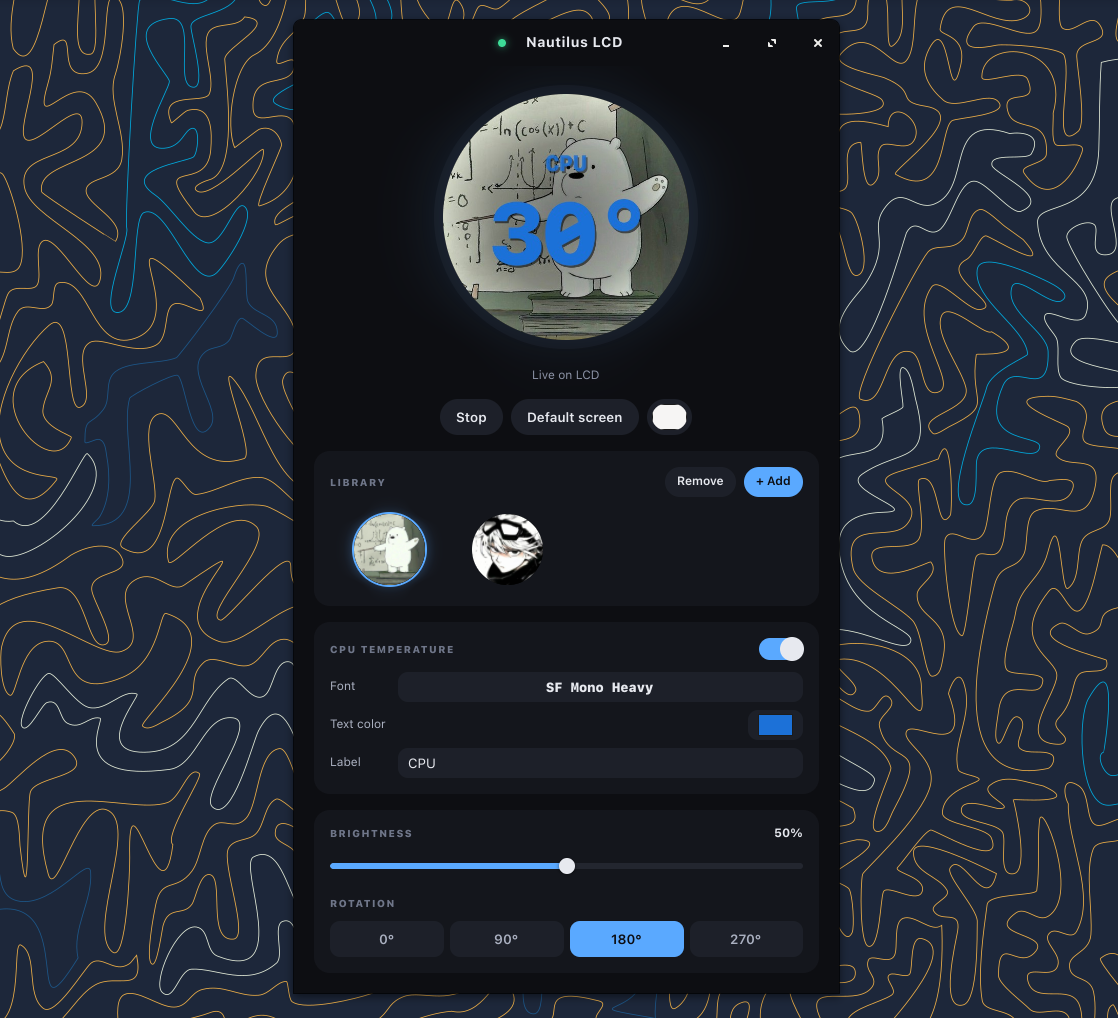 Nautilus LCD
-ln(cos(x))+C
=0
CPU
30°
Live on LCD
Stop
Default screen
LIBRARY
Remove
+ Add
CPU TEMPERATURE
Font
SF Mono Heavy
Text color
Label
CPU
BRIGHTNESS
50%
ROTATION
0°
90°
180°
270°